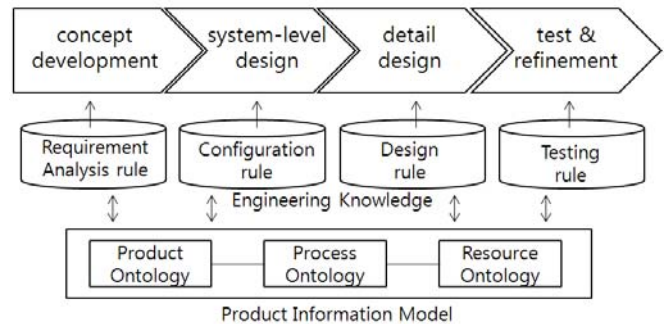 concept
development
system-level
design
detail
design
test &
refinement
Requirement
Analysis rule
Configuration
rule
Design
rule
Testing
rule
Engineering Knowledge
Product
Ontology
Process
Ontology
Resource
Ontology
Product Information Model